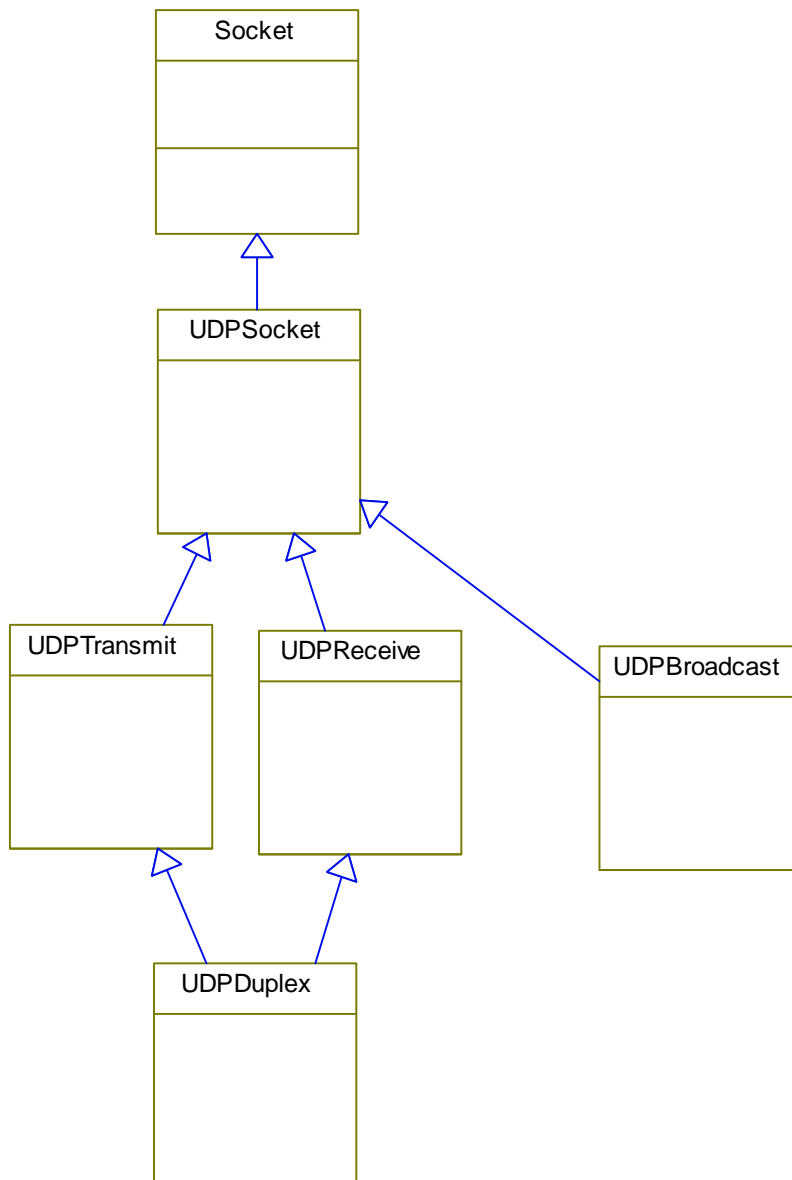 Socket
UDPSocket
UDPTransmit
UDPReceive
UDPBroadcast
UDPDuplex